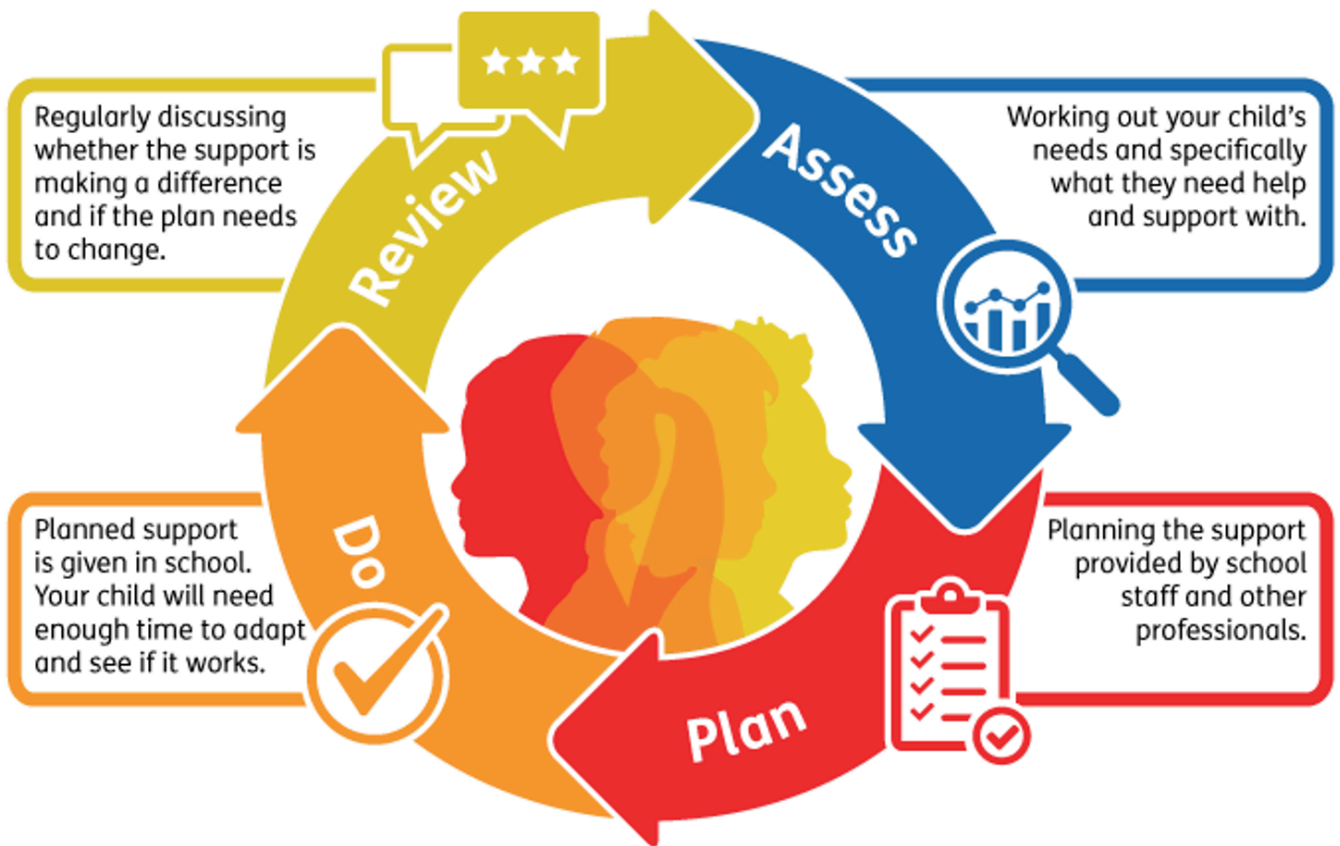 Review
Regularly discussing
whether the support is
making a difference
and if the plan needs
to change.
Assess
Working out your child’s
needs and specifically
what they need help
and support with.
Do
Planned support
is given in school.
Your child will need
enough time to adapt
and see if it works.
Plan
Planning the support
provided by school
staff and other
professionals.